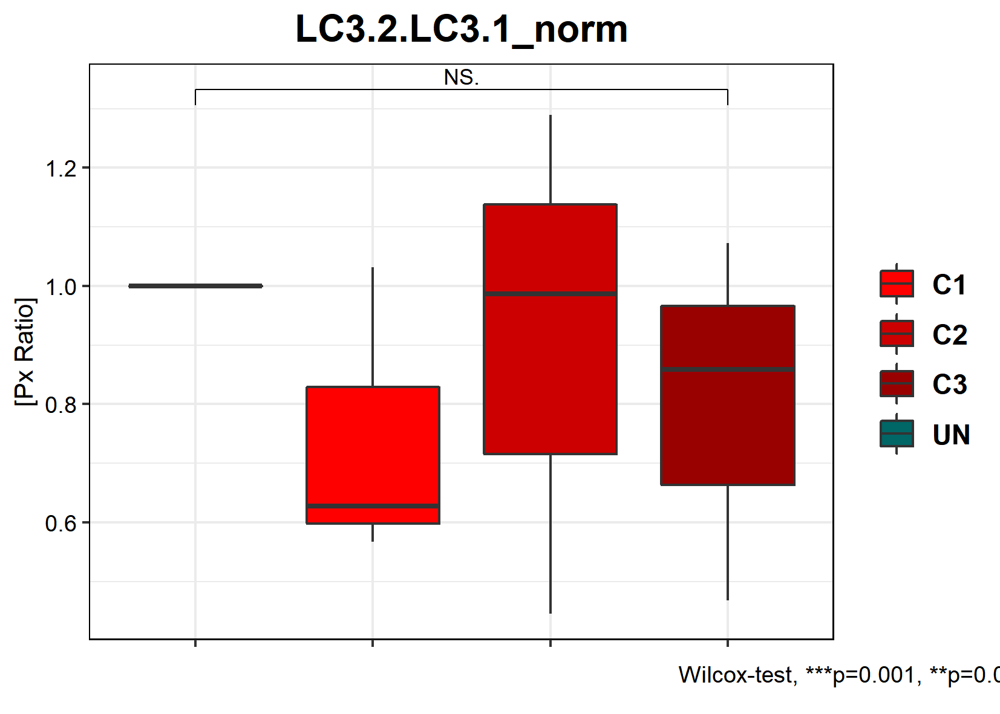 LC3.2.LC3.1_norm
NS.
1.2
1.0
0.8
0.6
[Px Ratio]
C1
C2
C3
UN
Wilcox-test, ***p=0.001, **p=0.0